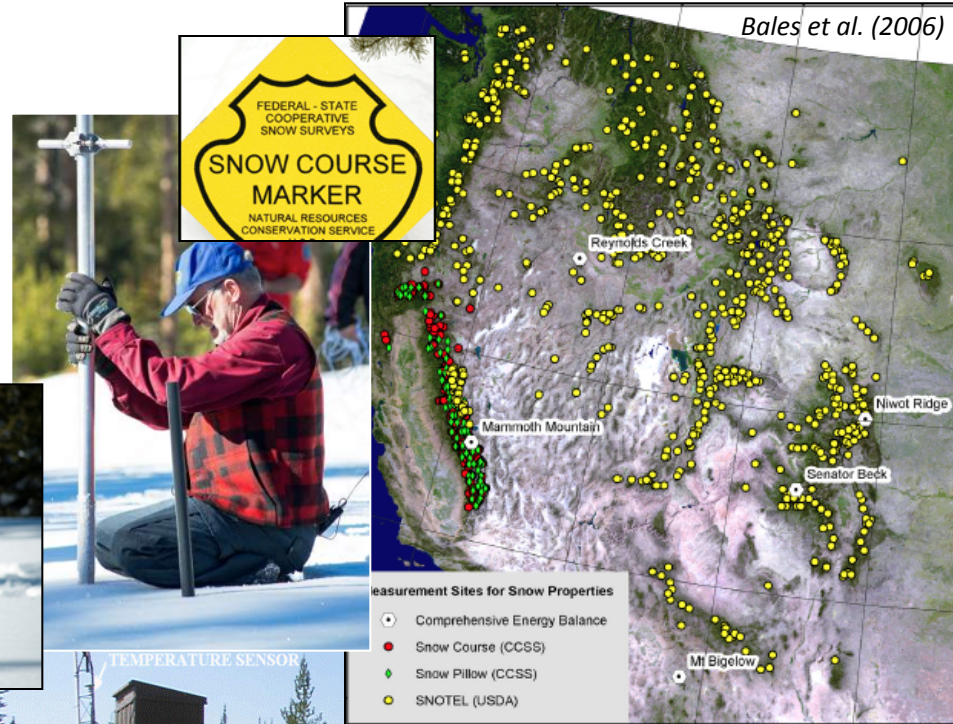 Bales et al. (2006)
FEDERAL - STATE
COOPERATIVE
SNOW SURVEYS
SNOW COURSE
MARKER
NATURAL RESOURCES
CONSERVATION SERVICE
Reynolds Creek
Niwot Ridge
Mammoth Mountain
Senator Beck
easurement Sites for Snow Properties
Comprehensive Energy Balance
Snow Course (CCSS)
Snow Pillow (CCSS)
SNOTEL (USDA)
Mt Bigelow
TEMPERATURE SENSOR